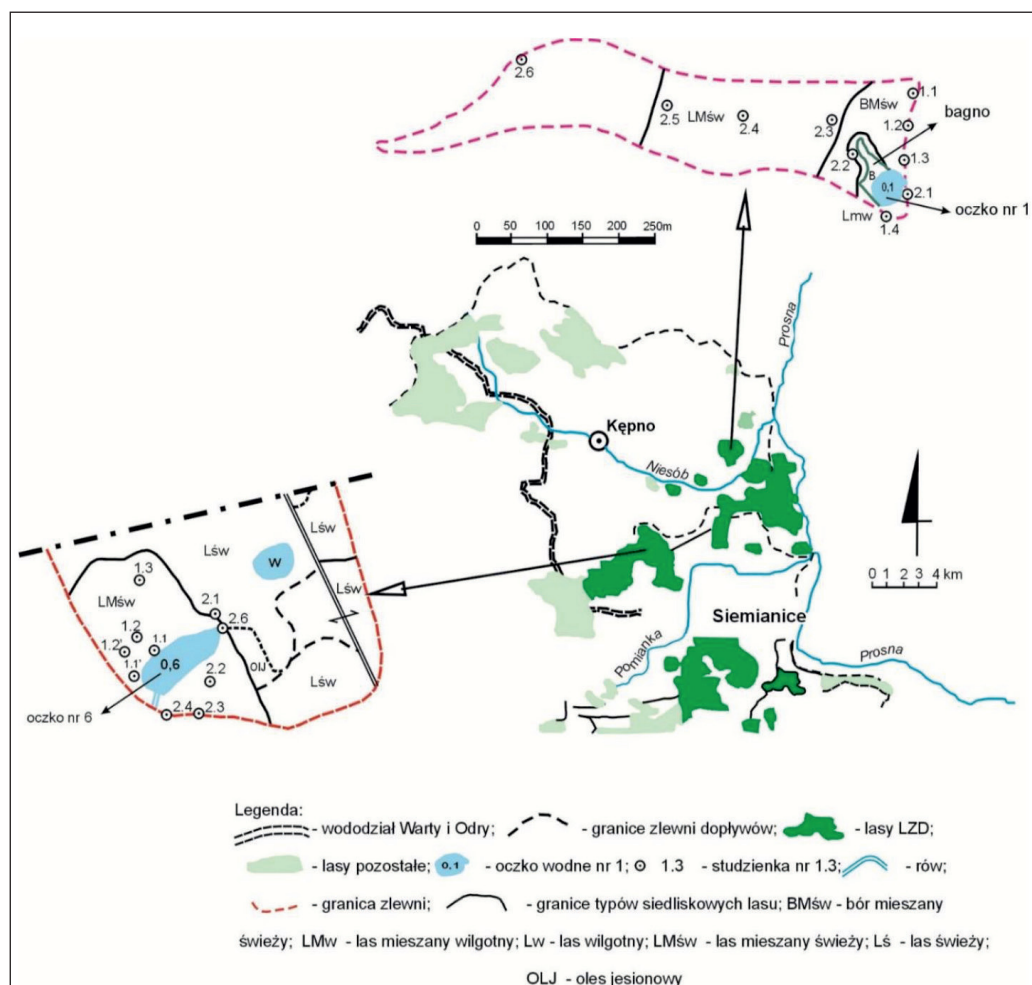 2.6
2.5
LMśw
2.4
2.3
BMśw
1.1
1.2
bagno
2.2
B
1.3
0,1
2.1
oczko nr 1
Lmw
1.4
0 50 100 150 200 250m
Prosna
Kępno
Niesób
Lśw
Lśw
W
1.3
LMśw
Lśw
2.1
2.6
1.2
1.2'
1.1
1.1'
0,6
2.2
OlJ
Lśw
oczko nr 6
2.4
2.3
0 1 2 3 4 km
Siemianice
Pomianka
Prosna
Legenda:
- wododział Warty i Odry; - granice zlewni dopływów; - lasy LZD;
- lasy pozostałe; 0,1 - oczko wodne nr 1; 1.3 - studzienka nr 1.3; - rów;
- granica zlewni; - granice typów siedliskowych lasu; BMśw - bór mieszany
świeży; LMw - las mieszany wilgotny; Lw - las wilgotny; LMśw - las mieszany świeży; Lś - las świeży;
OLJ - oles jesionowy